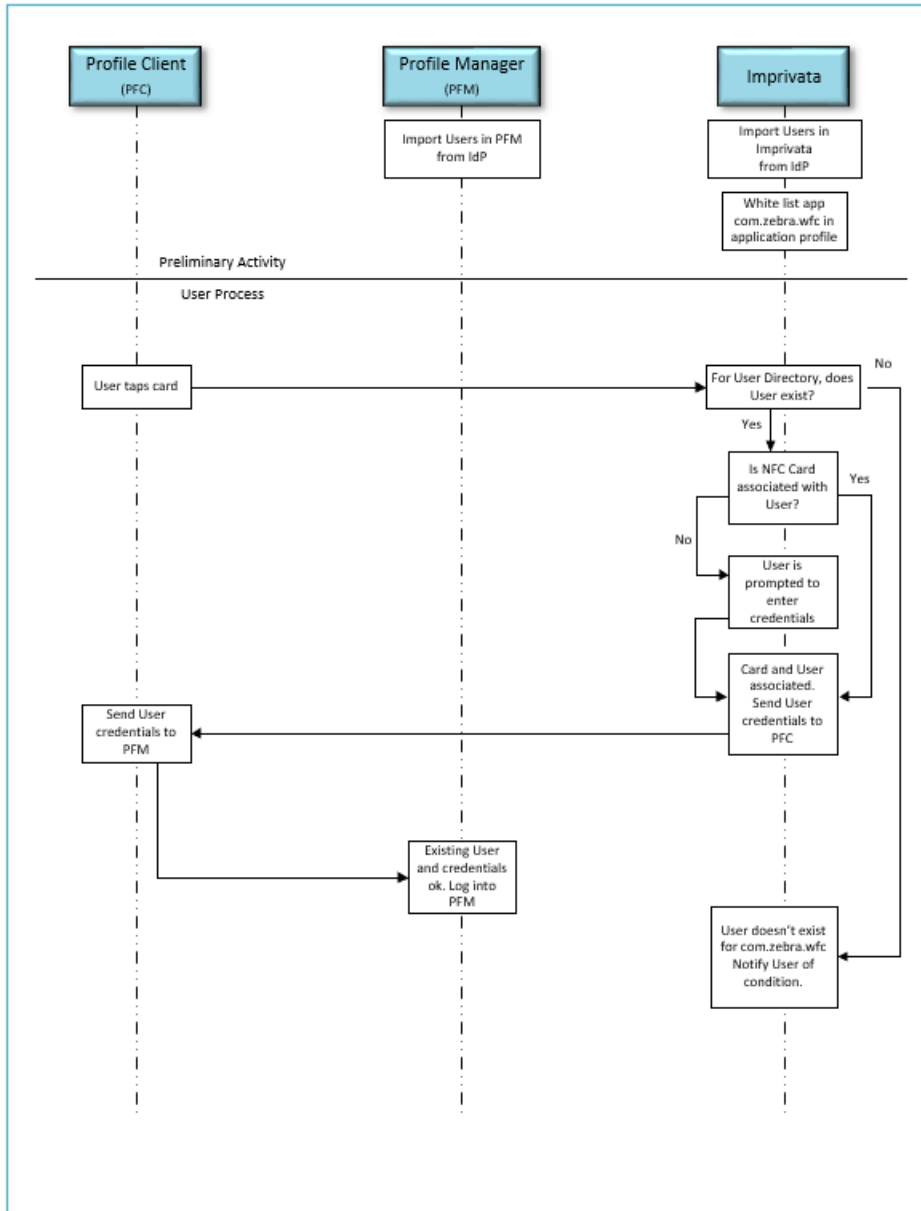 Profile Client
(PFC)
Profile Manager
(PFM)
Imprivata
Import Users in PFM
from IdP
Import Users in
Imprivata
from IdP
White list app
com.zebra.wfc in
application profile
Preliminary Activity
User Process
User taps card
For User Directory, does
User exist?
No
Yes
Is NFC Card
associated with
User?
Yes
No
User is
prompted to
enter
credentials
Card and User
associated.
Send User
credentials to
PFC
Send User
credentials to
PFM
Existing User
and credentials
ok. Log into
PFM
User doesn't exist
for com.zebra.wfc
Notify User of
condition.